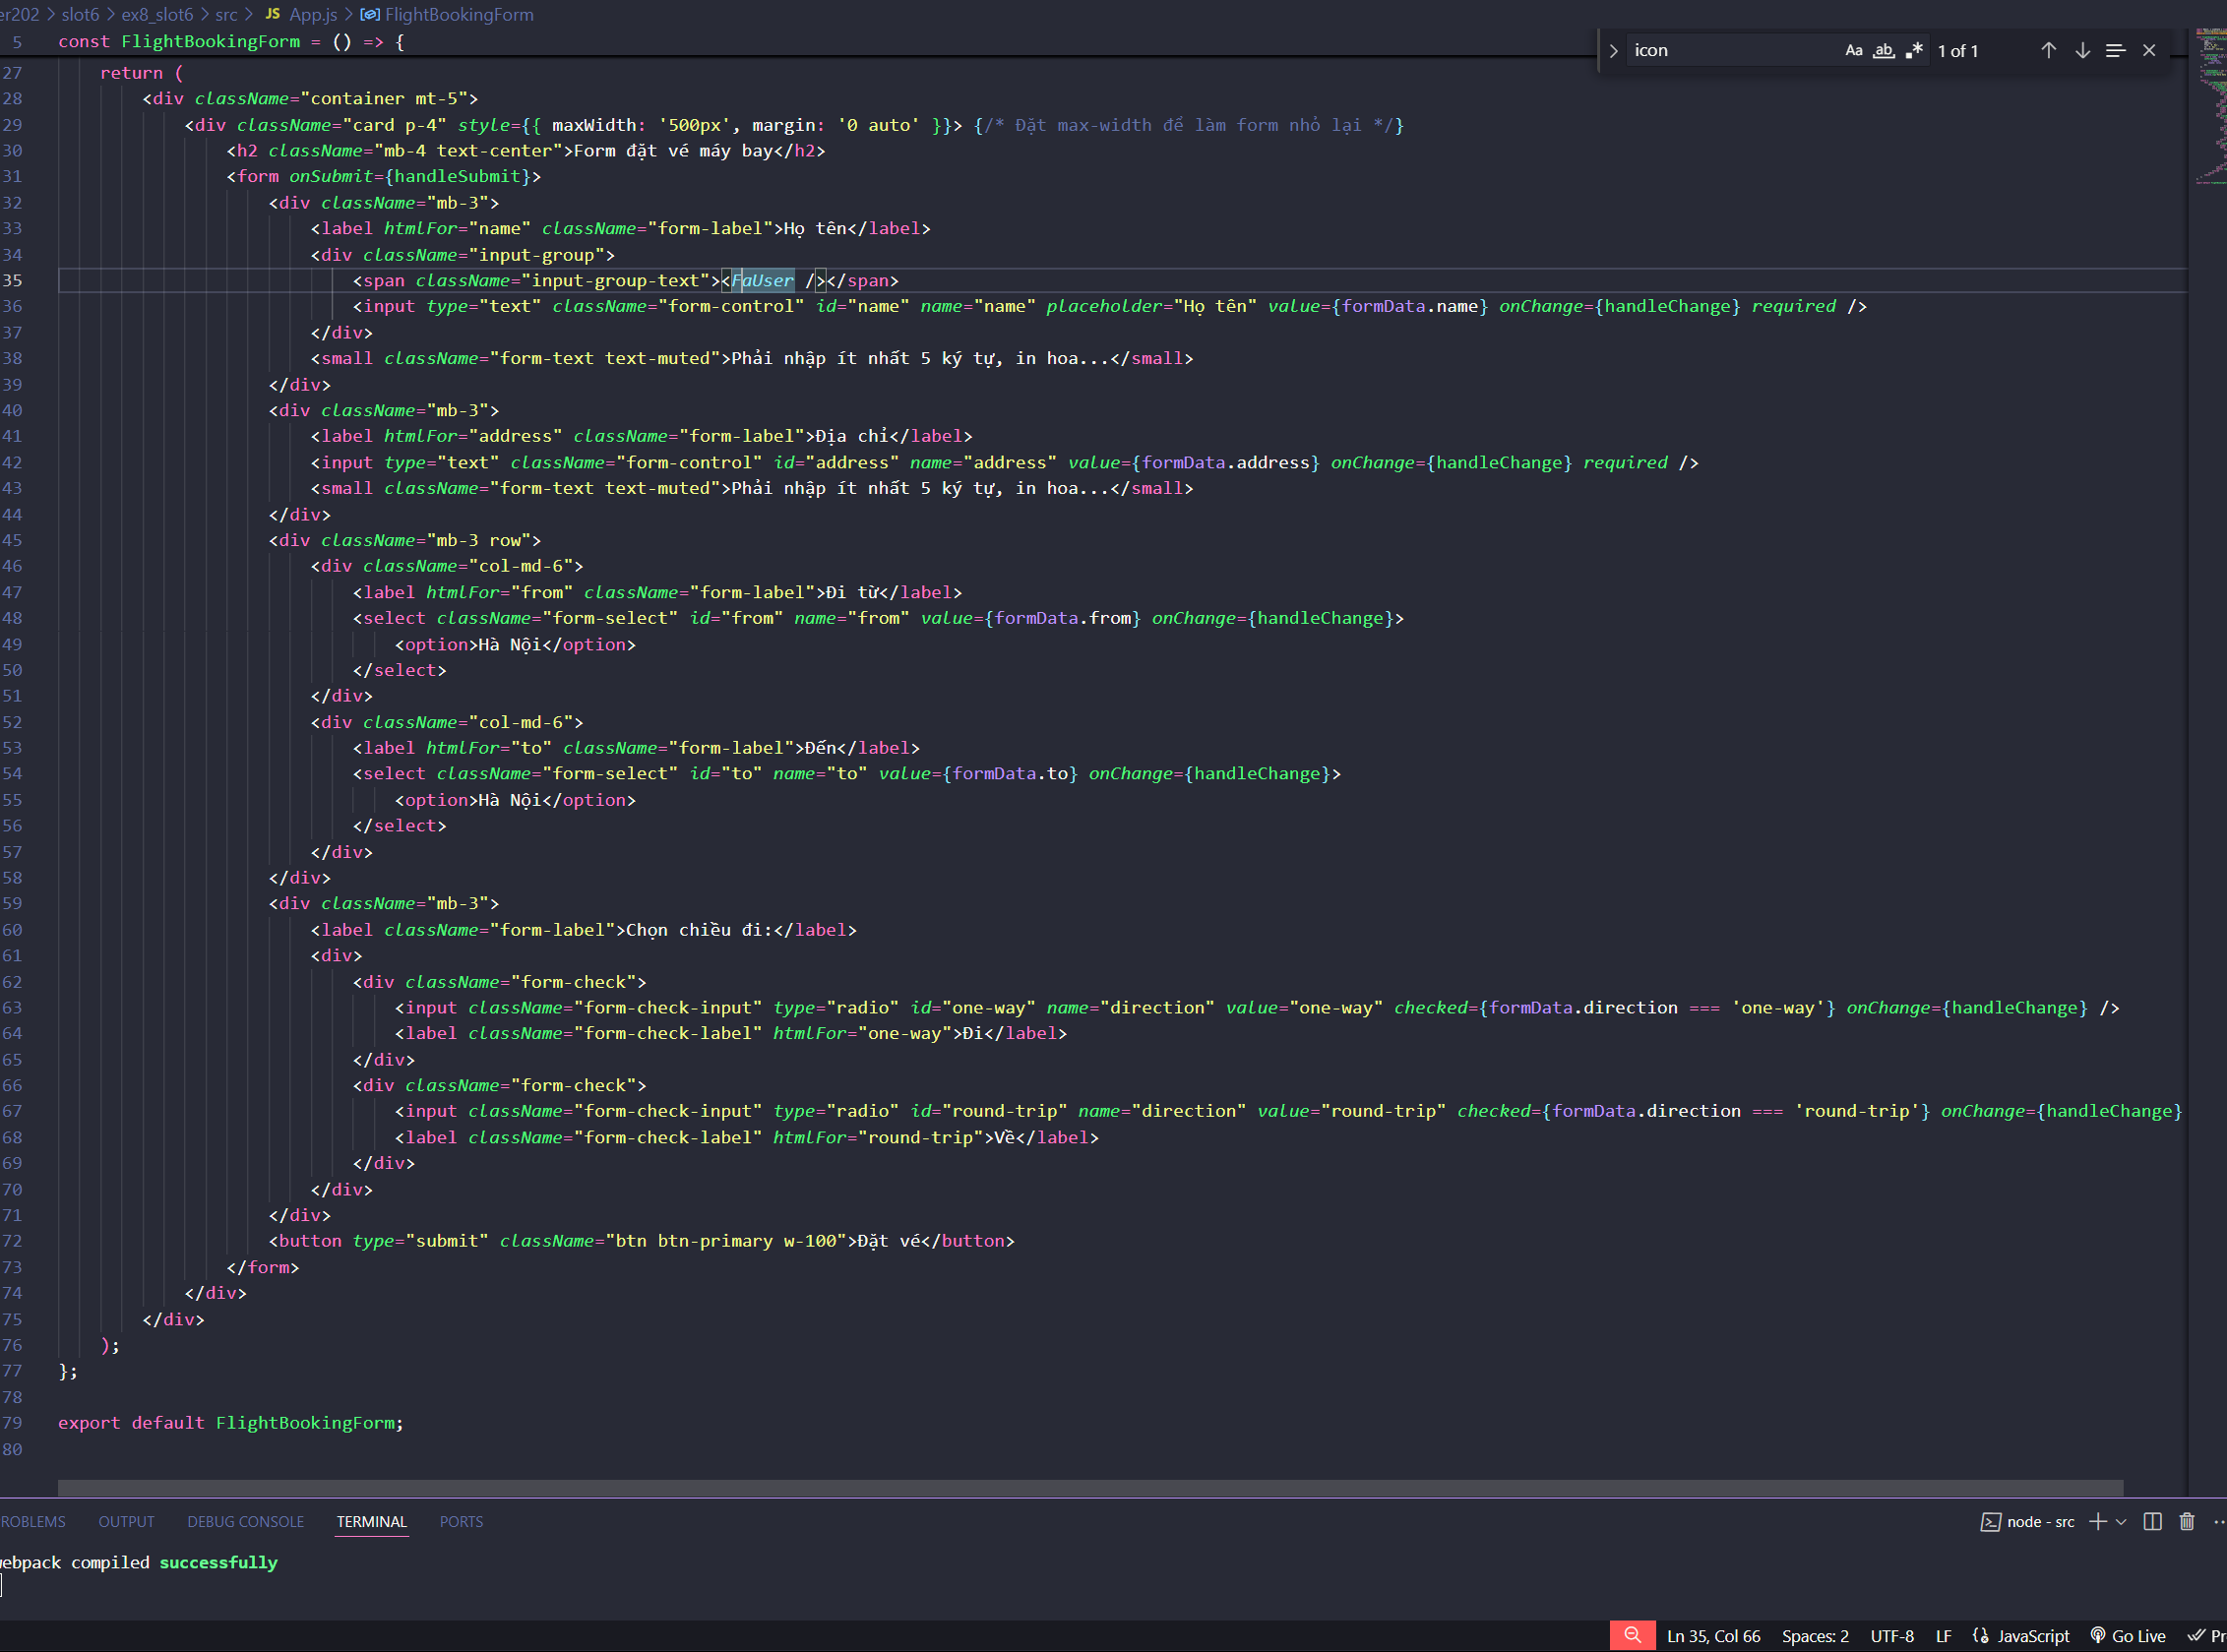 er202 > slot6 > ex8_slot6 > src > JS App.js > FlightBookingForm
5 const FlightBookingForm = () => {
icon Aa ab .* 1 of 1
27 return (
28 <div className="container mt-5">
29 <div className="card p-4" style={{ maxWidth: '500px', margin: '0 auto' }}> {/* Đặt max-width để làm form nhỏ lại */}
30 <h2 className="mb-4 text-center">Form đặt vé máy bay</h2>
31 <form onSubmit={handleSubmit}>
32 <div className="mb-3">
33 <label htmlFor="name" className="form-label">Họ tên</label>
34 <div className="input-group">
35 <span className="input-group-text"><FaUser /></span>
36 <input type="text" className="form-control" id="name" name="name" placeholder="Họ tên" value={formData.name} onChange={handleChange} required />
37 </div>
38 <small className="form-text text-muted">Phải nhập ít nhất 5 ký tự, in hoa...</small>
39 </div>
40 <div className="mb-3">
41 <label htmlFor="address" className="form-label">Địa chỉ</label>
42 <input type="text" className="form-control" id="address" name="address" value={formData.address} onChange={handleChange} required />
43 <small className="form-text text-muted">Phải nhập ít nhất 5 ký tự, in hoa...</small>
44 </div>
45 <div className="mb-3 row">
46 <div className="col-md-6">
47 <label htmlFor="from" className="form-label">Đi từ</label>
48 <select className="form-select" id="from" name="from" value={formData.from} onChange={handleChange}>
49 <option>Hà Nội</option>
50 </select>
51 </div>
52 <div className="col-md-6">
53 <label htmlFor="to" className="form-label">Đến</label>
54 <select className="form-select" id="to" name="to" value={formData.to} onChange={handleChange}>
55 <option>Hà Nội</option>
56 </select>
57 </div>
58 </div>
59 <div className="mb-3">
60 <label className="form-label">Chọn chiều đi:</label>
61 <div>
62 <div className="form-check">
63 <input className="form-check-input" type="radio" id="one-way" name="direction" value="one-way" checked={formData.direction === 'one-way'} onChange={handleChange} />
64 <label className="form-check-label" htmlFor="one-way">Đi</label>
65 </div>
66 <div className="form-check">
67 <input className="form-check-input" type="radio" id="round-trip" name="direction" value="round-trip" checked={formData.direction === 'round-trip'} onChange={handleChange}
68 <label className="form-check-label" htmlFor="round-trip">Về</label>
69 </div>
70 </div>
71 </div>
72 <button type="submit" className="btn btn-primary w-100">Đặt vé</button>
73 </form>
74 </div>
75 </div>
76 );
77 };
78
79 export default FlightBookingForm;
80
ROBLEMS OUTPUT DEBUG CONSOLE TERMINAL PORTS node - src
webpack compiled successfully
Ln 35, Col 66 Spaces: 2 UTF-8 LF JavaScript Go Live Pr